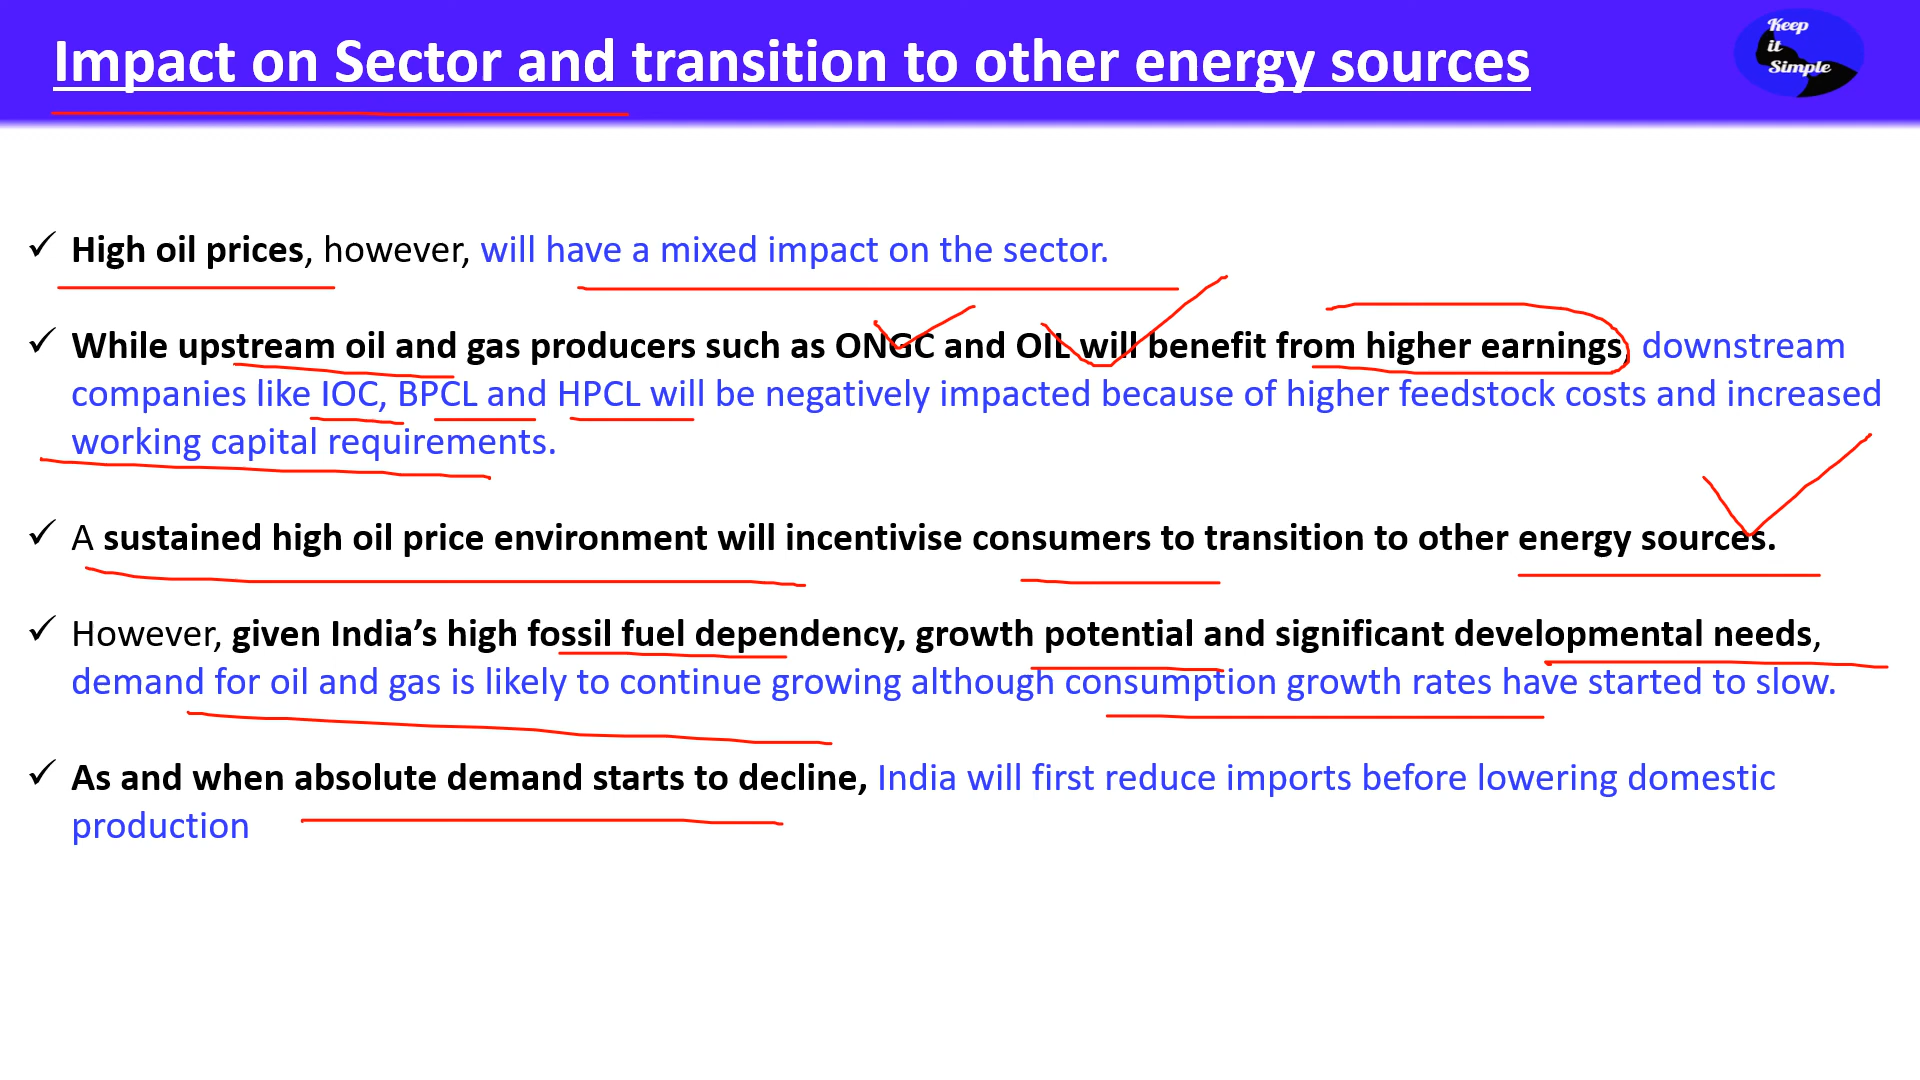 Impact on Sector and transition to other energy sources
Keep
it
Simple
✓ High oil prices, however, will have a mixed impact on the sector.
✓ While upstream oil and gas producers such as ONGC and OIL will benefit from higher earnings, downstream
companies like IOC, BPCL and HPCL will be negatively impacted because of higher feedstock costs and increased
working capital requirements.
✓ A sustained high oil price environment will incentivise consumers to transition to other energy sources.
✓ However, given India’s high fossil fuel dependency, growth potential and significant developmental needs,
demand for oil and gas is likely to continue growing although consumption growth rates have started to slow.
✓ As and when absolute demand starts to decline, India will first reduce imports before lowering domestic
production